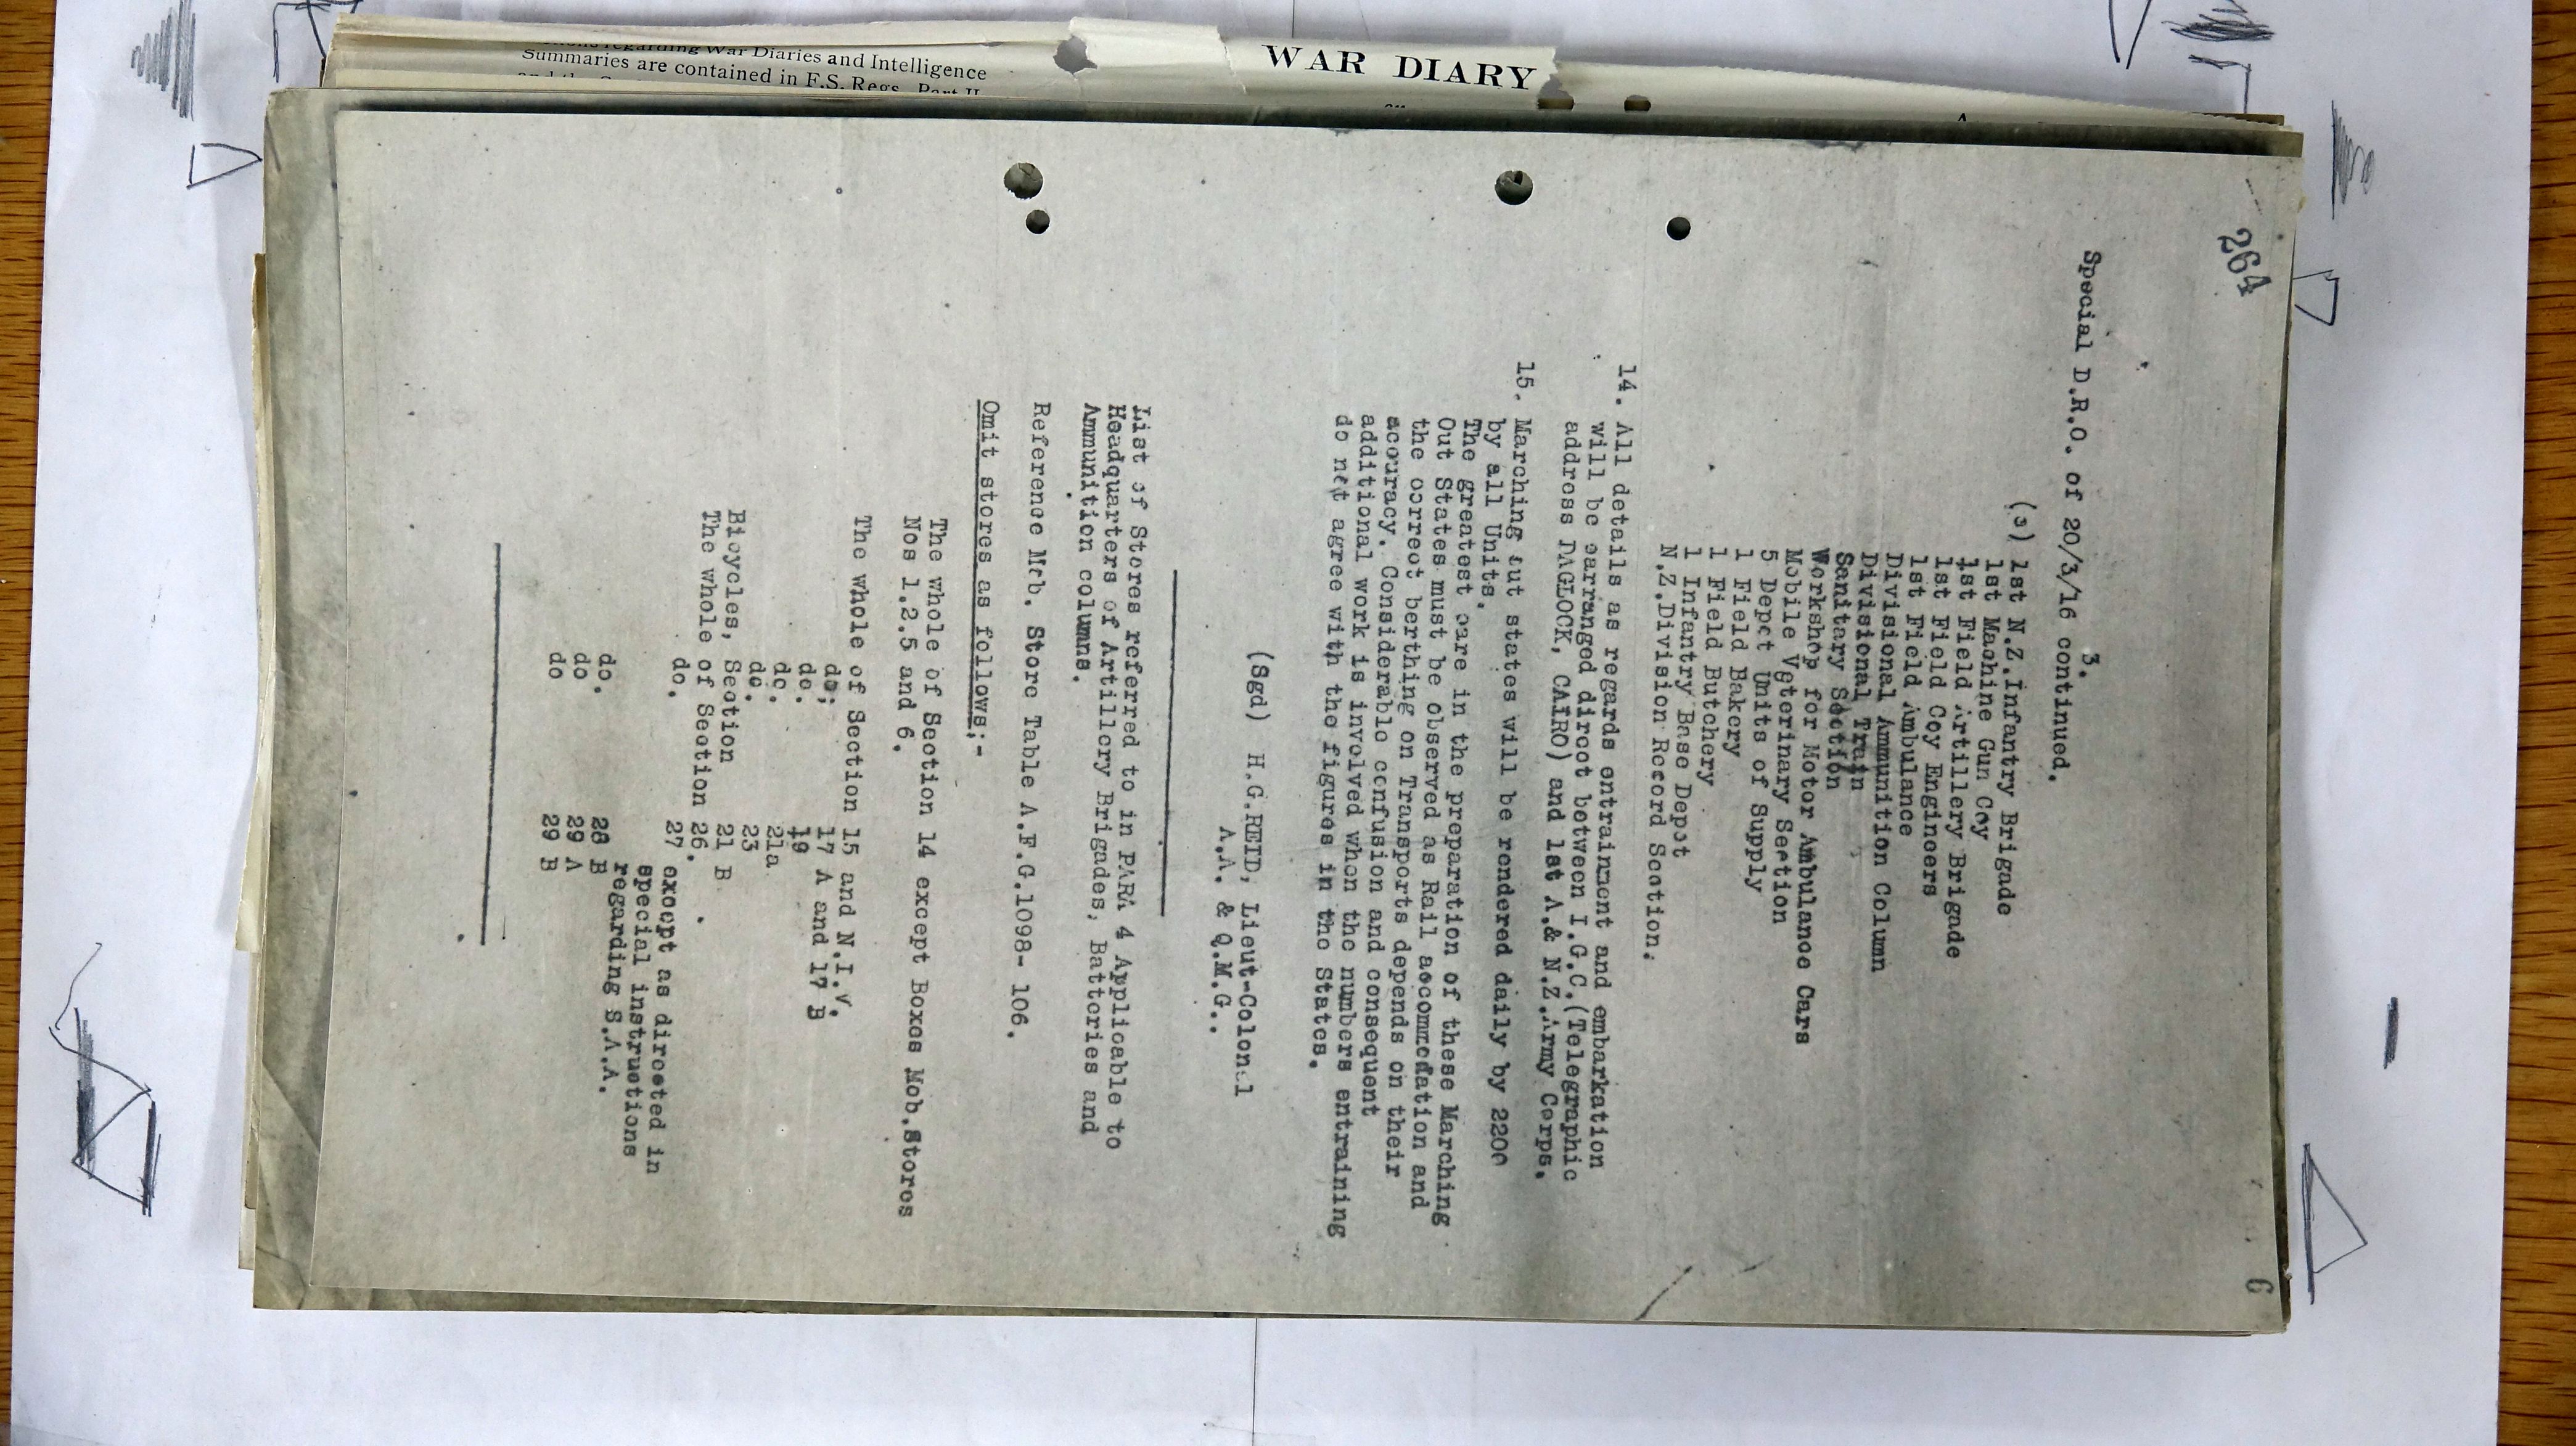 Summaries are contained in F.S. Regs. Part II.
WAR DIARY
264
6
3.
Special D.R.O. of 20/3/16 continued.
(3) 1st N.Z.Infantry Brigade
1st Machine Gun Coy
1st Field Artillery Brigade
1st Field Coy Engineers
1st Field Ambulance
Divisional Ammunition Column
Divisional Train
Sanitary Section
Workshop for Motor Ambulance Cars
Mobile Veterinary Section
5 Depot Units of Supply
1 Field Bakery
1 Field Butchery
1 Infantry Base Depot
N.Z.Division Record Section.
14. All details as regards entrainment and embarkation
will be arranged direct between I.G.C.(Telegraphic
address DAGLOCK, CAIRO) and 1st A.& N.Z.Army Corps.
15. Marching out states will be rendered daily by 2200
by all Units.
The greatest care in the preparation of these Marching
Out States must be observed as Rail accommodation and
the correct berthing on Transports depends on their
accuracy. Considerable confusion and consequent
additional work is involved when the numbers entraining
do not agree with the figures in the States.
(Sgd) H.G.REID, Lieut-Colonel
A.A. & Q.M.G..
List of Stores referred to in PARA 4 Applicable to
Headquarters of Artillery Brigades, Batteries and
Ammunition columns.
Reference Mob. Store Table A.F.G.1098- 106.
Omit stores as follows;-
The whole of Section 14 except Boxes Mob.stores
Nos 1.2.5 and 6.
The whole of Section 15 and N.I.V.
do; 17 A and 17 B
do. 19
do. 21a
do. 23
Bicycles, Section 21 B
The whole of Section 26.
do. 27 except as directed in
special instructions
regarding S.A.A.
do. 28 B
do 29 A
do 29 B